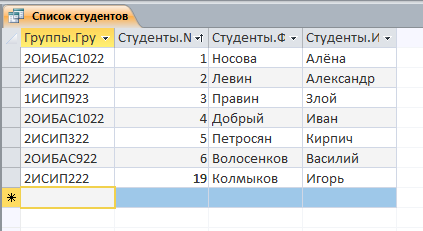 Список студентов
Группы.Гру Студенты.N Студенты.Ф Студенты.И
2ОИБАС1022 1 Носова Алёна
2ИСИП222 2 Левин Александр
1ИСИП923 3 Правин Злой
2ОИБАС1022 4 Добрый Иван
2ИСИП322 5 Петросян Кирпич
2ОИБАС922 6 Волосенков Василий
2ИСИП222 19 Колмыков Игорь